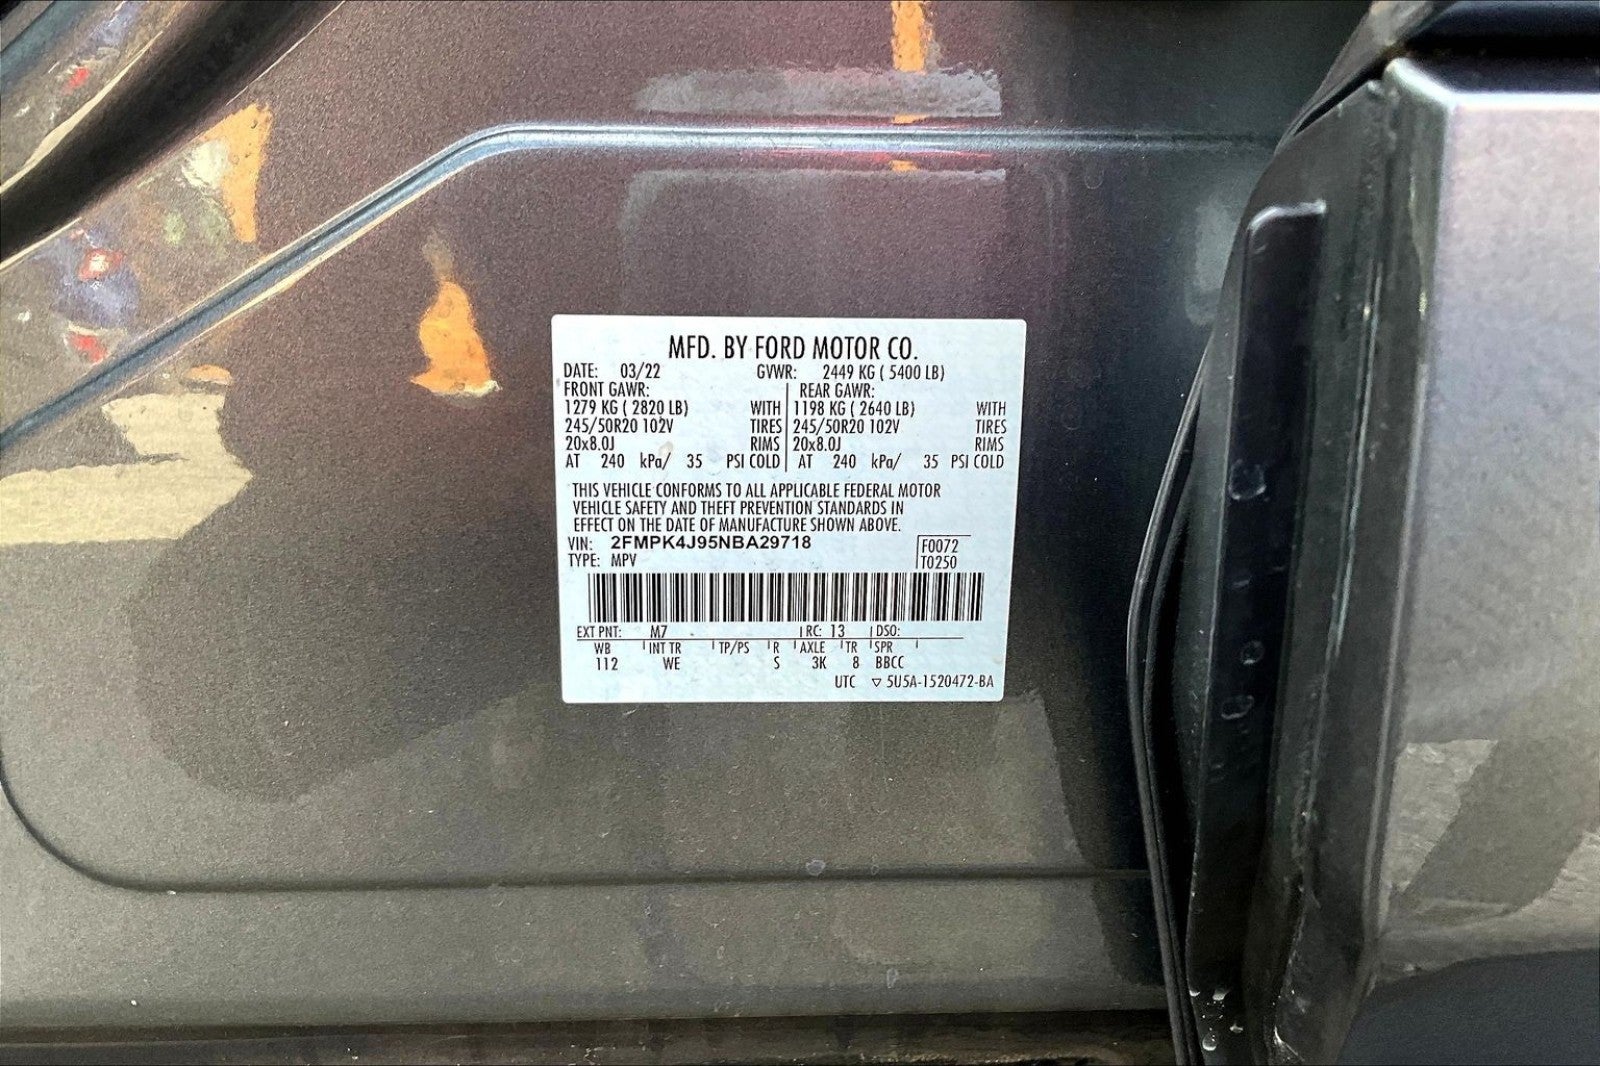 MFD. BY FORD MOTOR CO.
DATE: 03/22 GVWR: 2449 KG ( 5400 LB)
FRONT GAWR: REAR GAWR:
1279 KG ( 2820 LB) WITH 1198 KG ( 2640 LB) WITH
245/50R20 102V TIRES 245/50R20 102V TIRES
20x8.0J RIMS 20x8.0J RIMS
AT 240 kPa/ 35 PSI COLD AT 240 kPa/ 35 PSI COLD
THIS VEHICLE CONFORMS TO ALL APPLICABLE FEDERAL MOTOR
VEHICLE SAFETY AND THEFT PREVENTION STANDARDS IN
EFFECT ON THE DATE OF MANUFACTURE SHOWN ABOVE.
VIN: 2FMPK4J95NBA29718 F0072
TYPE: MPV T0250
EXT PNT: M7 RC: 13 DSO:
WB INT TR TP/PS R AXLE TR SPR
112 WE S 3K 8 BBCC
UTC ▽ 5U5A-1520472-BA